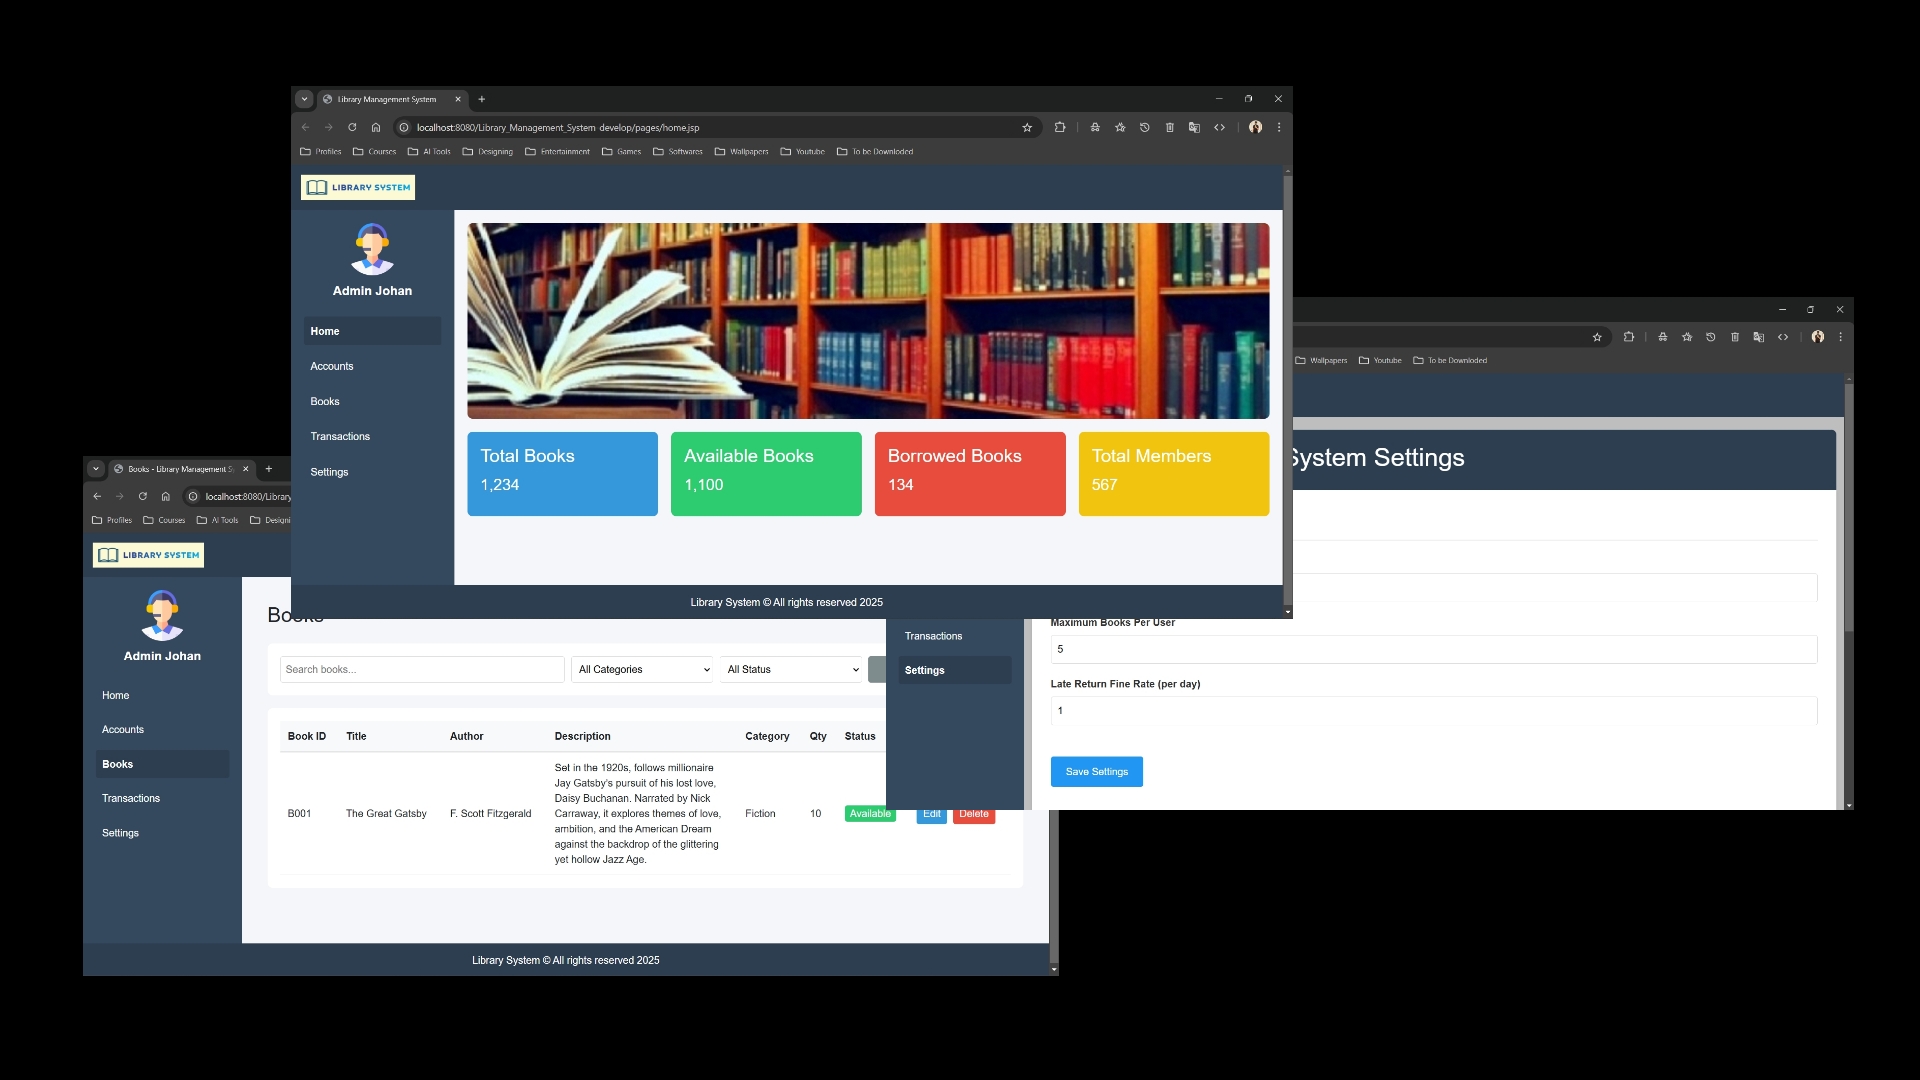 Library Management System
localhost:8080/Library_Management_System-develop/pages/home.jsp
Profiles Courses AI Tools Designing Entertainment Games Softwares Wallpapers Youtube To be Downloded
LIBRARY SYSTEM
Admin Johan
Home
Accounts
Books
Transactions
Settings
Total Books
1,234
Available Books
1,100
Borrowed Books
134
Total Members
567
Library System © All rights reserved 2025
Wallpapers Youtube To be Downloded
System Settings
Maximum Books Per User
5
Late Return Fine Rate (per day)
1
Save Settings
Transactions
Settings
Books - Library Management S
localhost:8080/Library
Profiles Courses AI Tools Designi
LIBRARY SYSTEM
Admin Johan
Home
Accounts
Books
Transactions
Settings
Books
Search books... All Categories All Status
Book ID Title Author Description Category Qty Status
B001 The Great Gatsby F. Scott Fitzgerald
Set in the 1920s, follows millionaire
Jay Gatsby's pursuit of his lost love,
Daisy Buchanan. Narrated by Nick
Carraway, it explores themes of love,
ambition, and the American Dream
against the backdrop of the glittering
yet hollow Jazz Age.
Fiction 10 Available Edit Delete
Library System © All rights reserved 2025